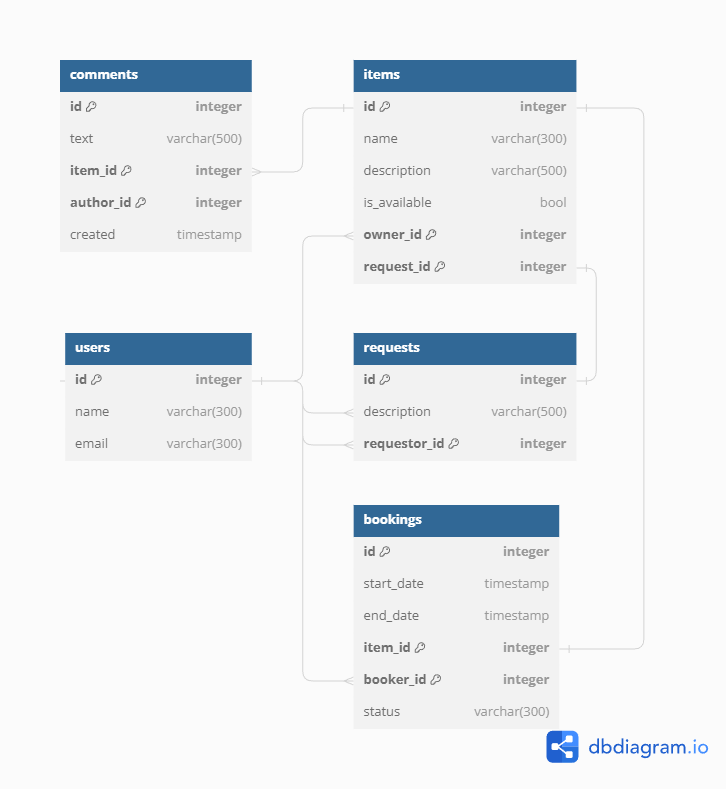 comments
id integer
text varchar(500)
item_id integer
author_id integer
created timestamp
items
id integer
name varchar(300)
description varchar(500)
is_available bool
owner_id integer
request_id integer
users
id integer
name varchar(300)
email varchar(300)
requests
id integer
description varchar(500)
requestor_id integer
bookings
id integer
start_date timestamp
end_date timestamp
item_id integer
booker_id integer
status varchar(300)
dbdiagram.io